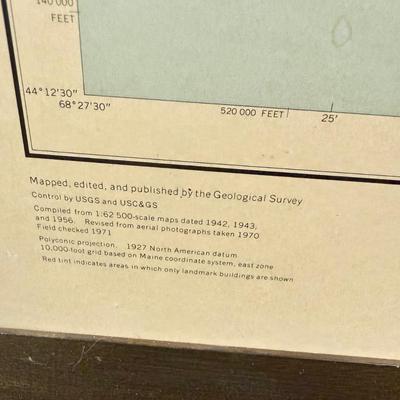 140 000
FEET
44°12'30"
68°27'30"
520 000 FEET
25'
Mapped, edited, and published by the Geological Survey
Control by USGS and USC&GS
Compiled from 1:62 500-scale maps dated 1942, 1943,
and 1956. Revised from aerial photographs taken 1970
Field checked 1971
Polyconic projection. 1927 North American datum
10,000-foot grid based on Maine coordinate system, east zone
Red tint indicates areas in which only landmark buildings are shown